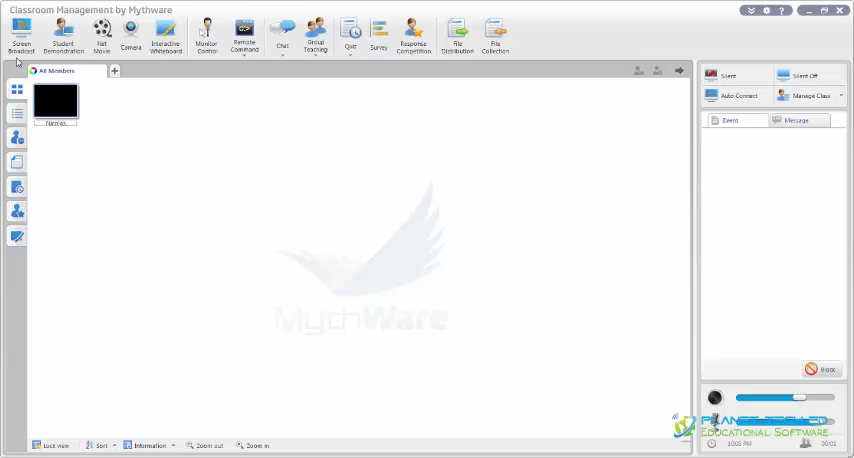 Classroom Management by Mythware
Screen Broadcast
Student Demonstration
Net Movie
Camera
Interactive Whiteboard
Monitor Control
Remote Command
Chat
Group Teaching
Quiz
Survey
Response Competition
File Distribution
File Collection
All Members
Silent
Silent Off
Auto Connect
Manage Class
Event
Message
Nicolas
MythWare
Block
PLANET TECH ED
EDUCATIONAL SOFTWARE
Lock view
Sort
Information
Zoom out
Zoom in
10:03 PM
00/01